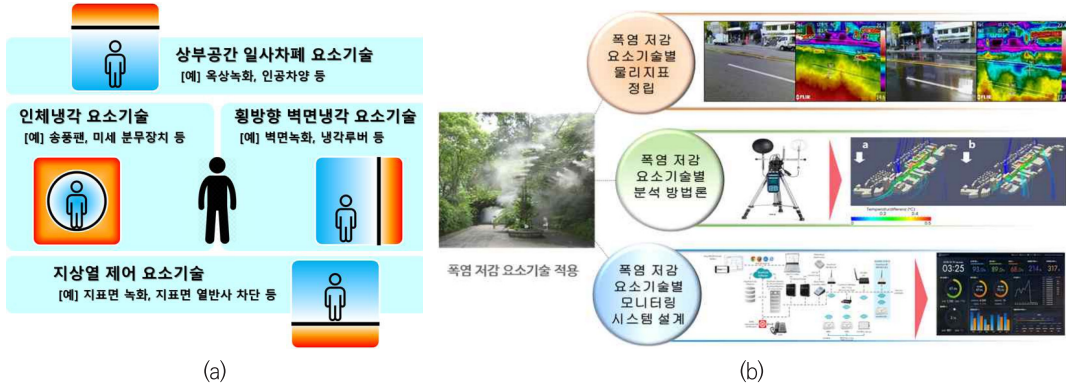 상부공간 일사차폐 요소기술
[예] 옥상녹화, 인공차양 등
인체냉각 요소기술
[예] 송풍팬, 미세 분무장치 등
횡방향 벽면냉각 요소기술
[예] 벽면녹화, 냉각루버 등
지상열 제어 요소기술
[예] 지표면 녹화, 지표면 열반사 차단 등
(a)
폭염 저감 요소기술 적용
폭염 저감
요소기술별
물리지표
정립
폭염 저감
요소기술별
분석 방법론
a
b
폭염 저감
요소기술별
모니터링
시스템 설계
03:25
(b)